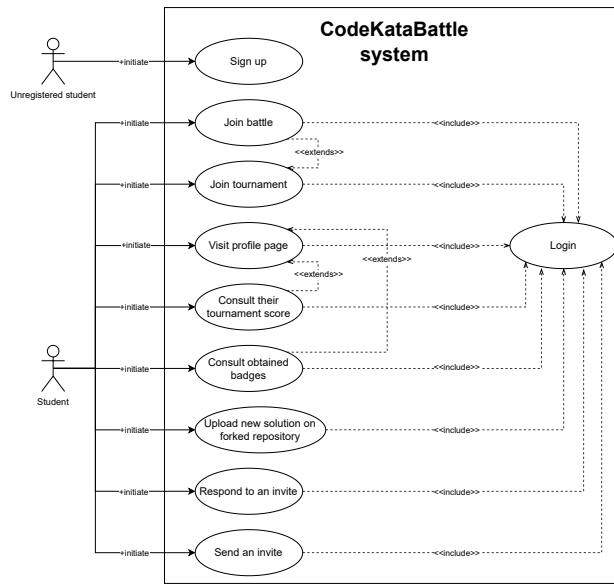 CodeKataBattle
system
+initiate
Sign up
Unregistered student
+initiate
Join battle
<<include>>
<<extends>>
+initiate
Join tournament
<<include>>
+initiate
Visit profile page
<<include>>
<<extends>>
Login
<<extends>>
+initiate
Consult their
tournament score
<<include>>
+initiate
Consult obtained
badges
<<include>>
Student
+initiate
Upload new solution on
forked repository
<<include>>
+initiate
Respond to an invite
<<include>>
+initiate
Send an invite
<<include>>